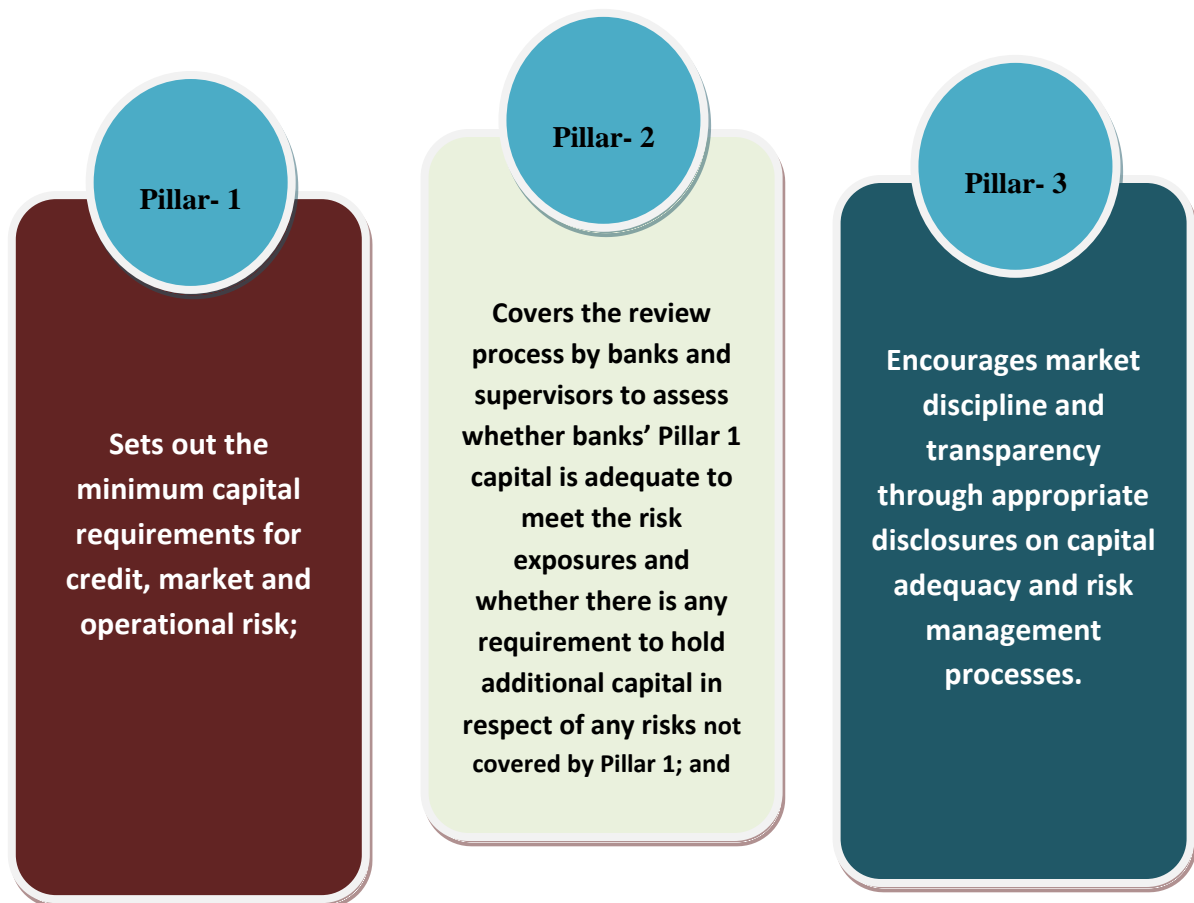 Pillar- 1
Sets out the
minimum capital
requirements for
credit, market and
operational risk;
Pillar- 2
Covers the review
process by banks and
supervisors to assess
whether banks’ Pillar 1
capital is adequate to
meet the risk
exposures and
whether there is any
requirement to hold
additional capital in
respect of any risks not
covered by Pillar 1; and
Pillar- 3
Encourages market
discipline and
transparency
through appropriate
disclosures on capital
adequacy and risk
management
processes.